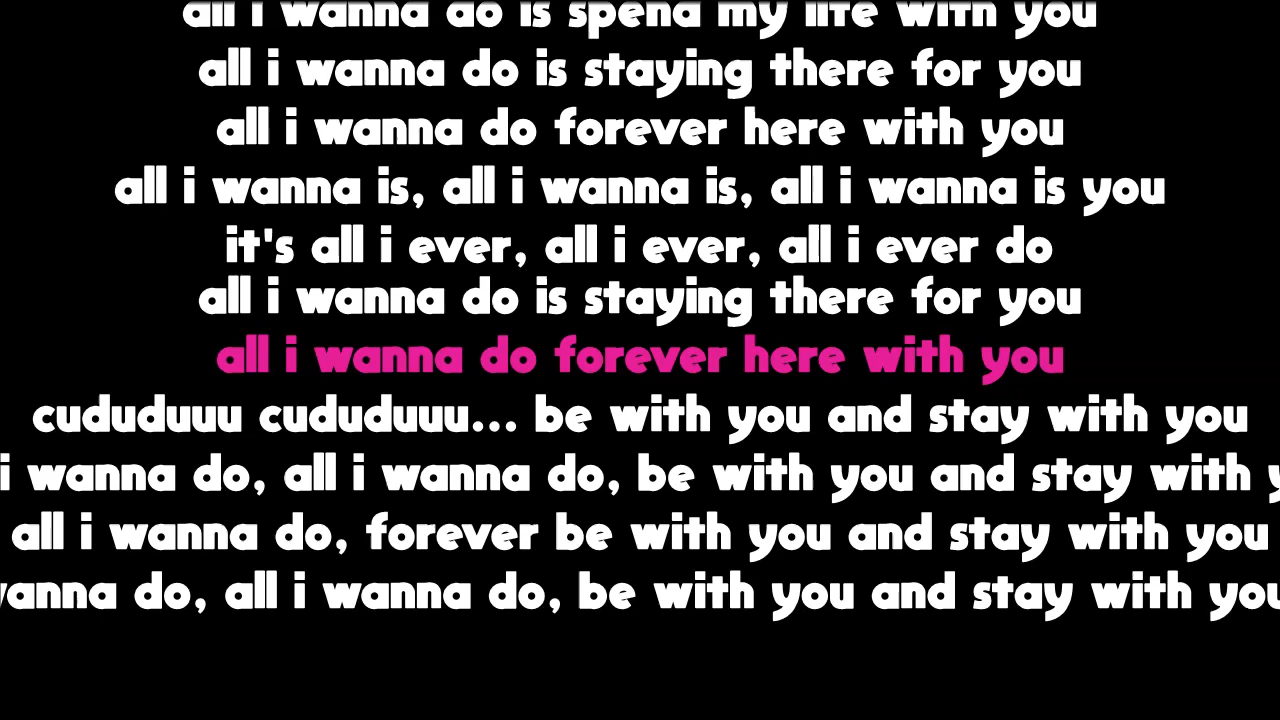 all i wanna do is spend my life with you
all i wanna do is staying there for you
all i wanna do forever here with you
all i wanna is, all i wanna is, all i wanna is you
it's all i ever, all i ever, all i ever do
all i wanna do is staying there for you
all i wanna do forever here with you
cududuuu cududuuu... be with you and stay with you
i wanna do, all i wanna do, be with you and stay with y
all i wanna do, forever be with you and stay with you
wanna do, all i wanna do, be with you and stay with you